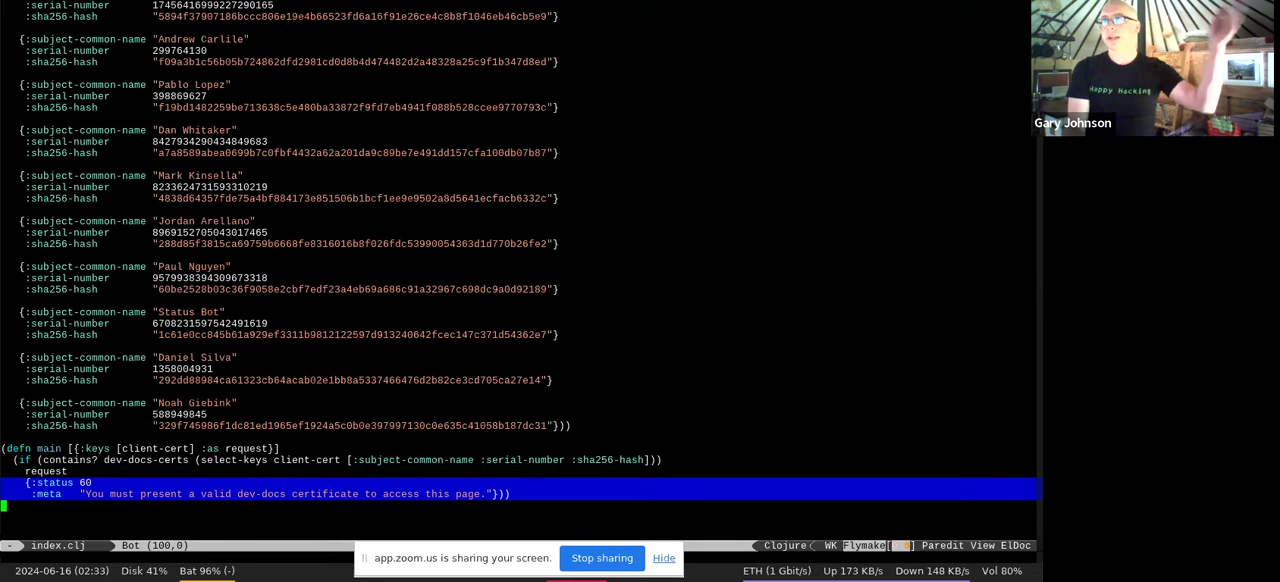 17456416999227290165
:sha256-hash "5894f37907186bccc806e19e4b66523fd6a16f91e26ce4c8b8f1046eb46cb5e9"}
{:subject-common-name "Andrew Carlile"
:serial-number 299764130
:sha256-hash "f09a3b1c56b05b724862dfd2981cd0d8b4d474482d2a48328a25c9f1b347d8ed"}
{:subject-common-name "Pablo Lopez"
:serial-number 398869627
:sha256-hash "f19bd1482259be713638c5e480ba33872f9fd7eb4941f088b528ccee9770793c"}
{:subject-common-name "Dan Whitaker"
:serial-number 8427934290434849683
:sha256-hash "a7a8589abea0699b7c0fbf4432a62a201da9c89be7e491dd157cfa100db07b87"}
{:subject-common-name "Mark Kinsella"
:serial-number 8233624731593310219
:sha256-hash "4838d64357fde75a4bf884173e851506b1bcf1ee9e9502a8d5641ecfacb6332c"}
{:subject-common-name "Jordan Arellano"
:serial-number 8969152705043017465
:sha256-hash "288d85f3815ca69759b6668fe8316016b8f026fdc53990054363d1d770b26fe2"}
{:subject-common-name "Paul Nguyen"
:serial-number 9579938394309673318
:sha256-hash "60be2528b03c36f9058e2cbf7edf23a4eb69a686c91a32967c698dc9a0d92189"}
{:subject-common-name "Status Bot"
:serial-number 6708231597542491619
:sha256-hash "1c61e0cc845b61a929ef3311b9812122597d913240642fcec147c371d54362e7"}
{:subject-common-name "Daniel Silva"
:serial-number 1358004931
:sha256-hash "292dd88984ca61323cb64acab02e1bb8a5337466476d2b82ce3cd705ca27e14"}
{:subject-common-name "Noah Giebink"
:serial-number 588949845
:sha256-hash "329f745986f1dc81ed1965ef1924a5c0b0e397997130c0e635c41058b187dc31"}))
(defn main [{:keys [client-cert] :as request}]
(if (contains? dev-docs-certs (select-keys client-cert [:subject-common-name :serial-number :sha256-hash]))
request
{:status 60
:meta "You must present a valid dev-docs certificate to access this page."}))
- index.clj Bot (100,0) Clojure WK Flymake[ ] Paredit View ElDoc
app.zoom.us is sharing your screen. Stop sharing Hide
2024-06-16 (02:33) Disk 41% Bat 96% (-) ETH (1 Gbit/s) Up 173 KB/s Down 148 KB/s Vol 80%
Happy Hacking
Gary Johnson